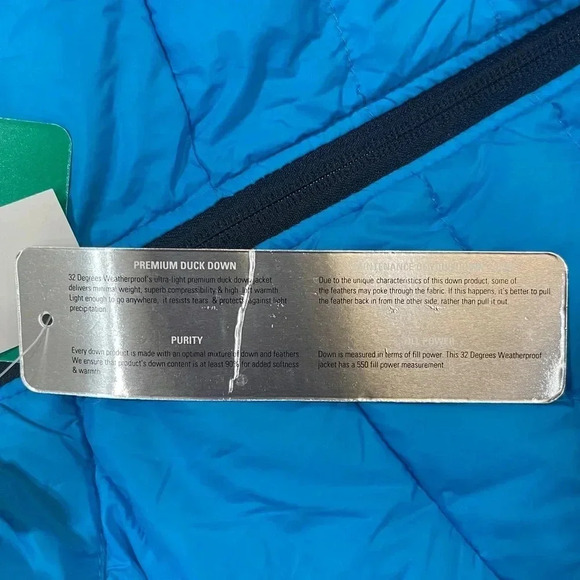 PREMIUM DUCK DOWN
32 Degrees Weatherproof's ultra-light premium duck down jacket
delivers minimal weight, superb compressibility & high loft warmth.
Light enough to go anywhere, it resists tears & protects against light
precipitation.
PURITY
Every down product is made with an optimal mixture of down and feathers
We ensure that product's down content is at least 90% for added softness
& warmth.
MAINTENANCE
Due to the unique characteristics of this down product, some of
the feathers may poke through the fabric. If this happens, it's better to pull
the feather back in from the other side, rather than pull it out.
FILL POWER
Down is measured in terms of fill power. This 32 Degrees Weatherproof
jacket has a 550 fill power measurement.